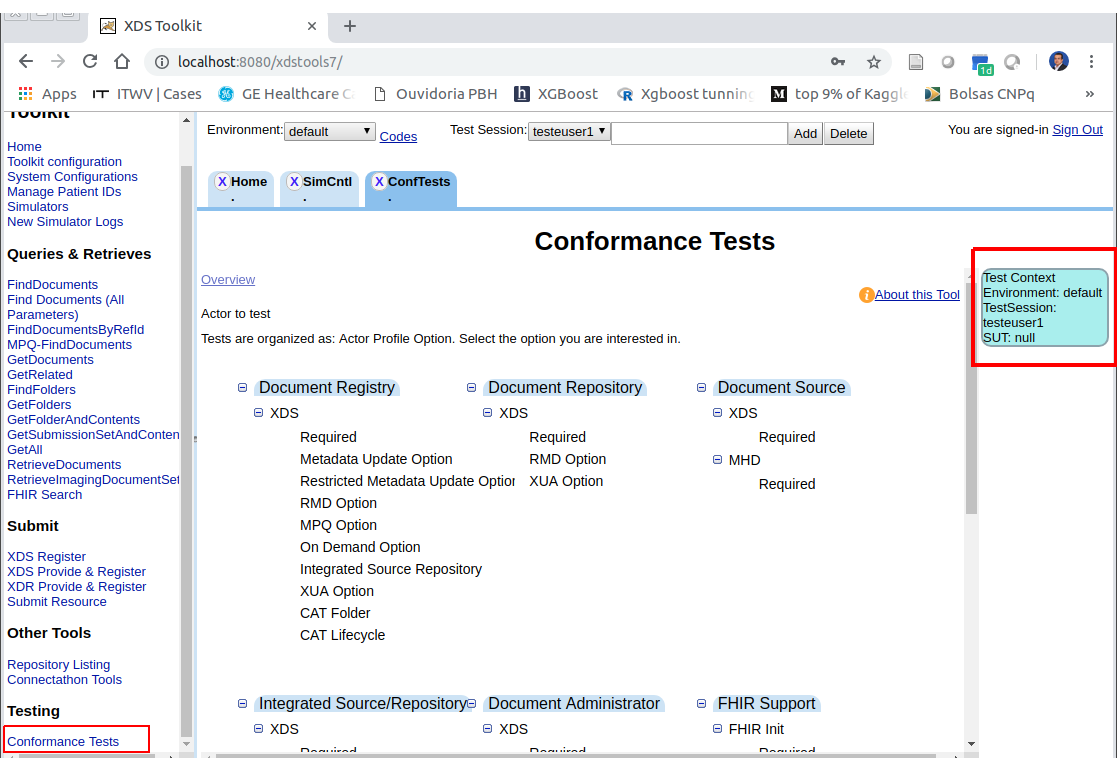 XDS Toolkit
localhost:8080/xdstools7/
1d
Apps
ITWV | Cases
GE Healthcare
Ouvidoria PBH
h XGBoost
R Xgboost tunning
M top 9% of Kaggle
Bolsas CNPq
»
Toolkit
Home
Toolkit configuration
System Configurations
Manage Patient IDs
Simulators
New Simulator Logs
Queries & Retrieves
FindDocuments
Find Documents (All
Parameters)
FindDocumentsByRefId
MPQ-FindDocuments
GetDocuments
GetRelated
FindFolders
GetFolders
GetFolderAndContents
GetSubmissionSetAndConten
GetAll
RetrieveDocuments
RetrieveImagingDocumentSet
FHIR Search
Submit
XDS Register
XDS Provide & Register
XDR Provide & Register
Submit Resource
Other Tools
Repository Listing
Connectathon Tools
Testing
Conformance Tests
Environment: default Codes
Test Session: testeuser1 Add Delete
You are signed-in Sign Out
X Home .
X SimCntl .
X ConfTests .
Conformance Tests
Overview
About this Tool
Actor to test
Tests are organized as: Actor Profile Option. Select the option you are interested in.
Document Registry
XDS
Required
Metadata Update Option
Restricted Metadata Update Option
RMD Option
MPQ Option
On Demand Option
Integrated Source Repository
XUA Option
CAT Folder
CAT Lifecycle
Document Repository
XDS
Required
RMD Option
XUA Option
Document Source
XDS
Required
MHD
Required
Integrated Source/Repository
XDS
Required
Document Administrator
XDS
Required
FHIR Support
FHIR Init
Required
Test Context
Environment: default
TestSession:
testeuser1
SUT: null